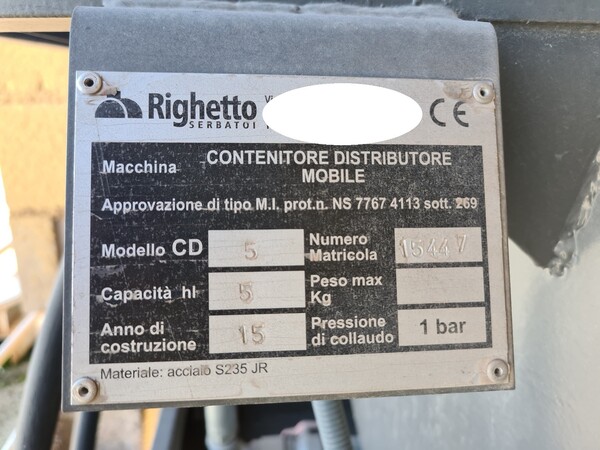 Righetto
SERBATOI
CE
Macchina CONTENITORE DISTRIBUTORE
MOBILE
Approvazione di tipo M.I. prot.n. NS 7767 4113 sott. 269
Modello CD 5 Numero Matricola 15447
Capacità hl 5 Peso max Kg
Anno di costruzione 15 Pressione di collaudo 1 bar
Materiale: acciaio S235 JR